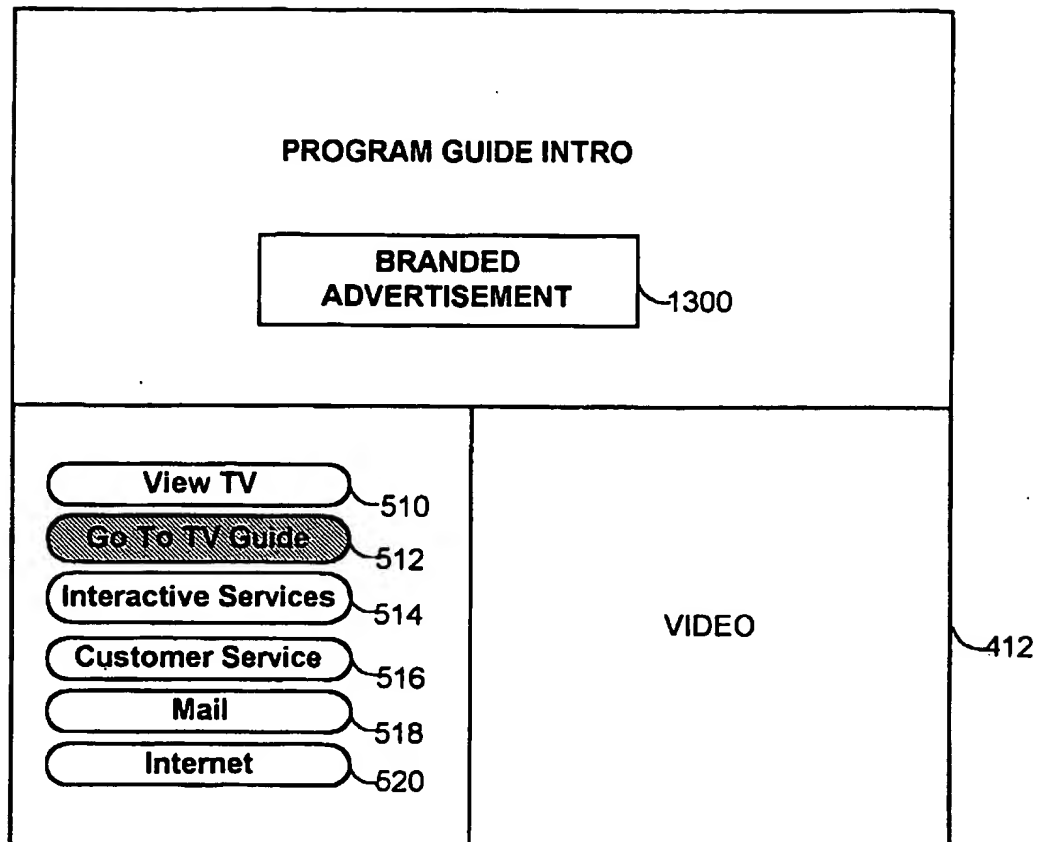 PROGRAM GUIDE INTRO
BRANDED
ADVERTISEMENT
1300
View TV
510
Go To TV Guide
512
Interactive Services
514
Customer Service
516
Mail
518
Internet
520
VIDEO
412